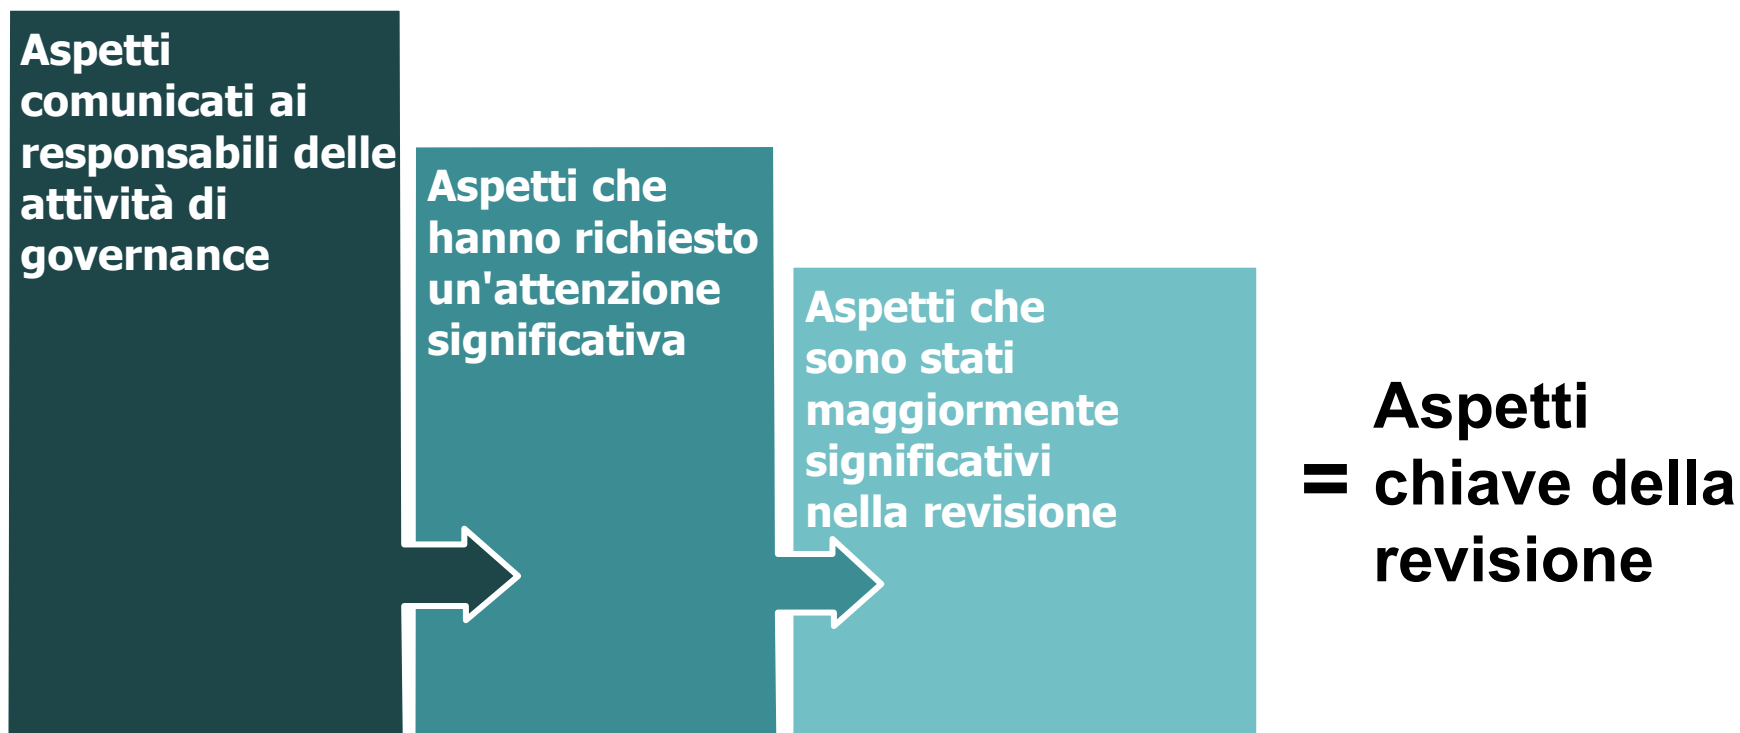 Aspetti
comunicati ai
responsabili delle
attività di
governance
Aspetti che
hanno richiesto
un'attenzione
significativa
Aspetti che
sono stati
maggiormente
significativi
nella revisione
=
Aspetti
chiave della
revisione